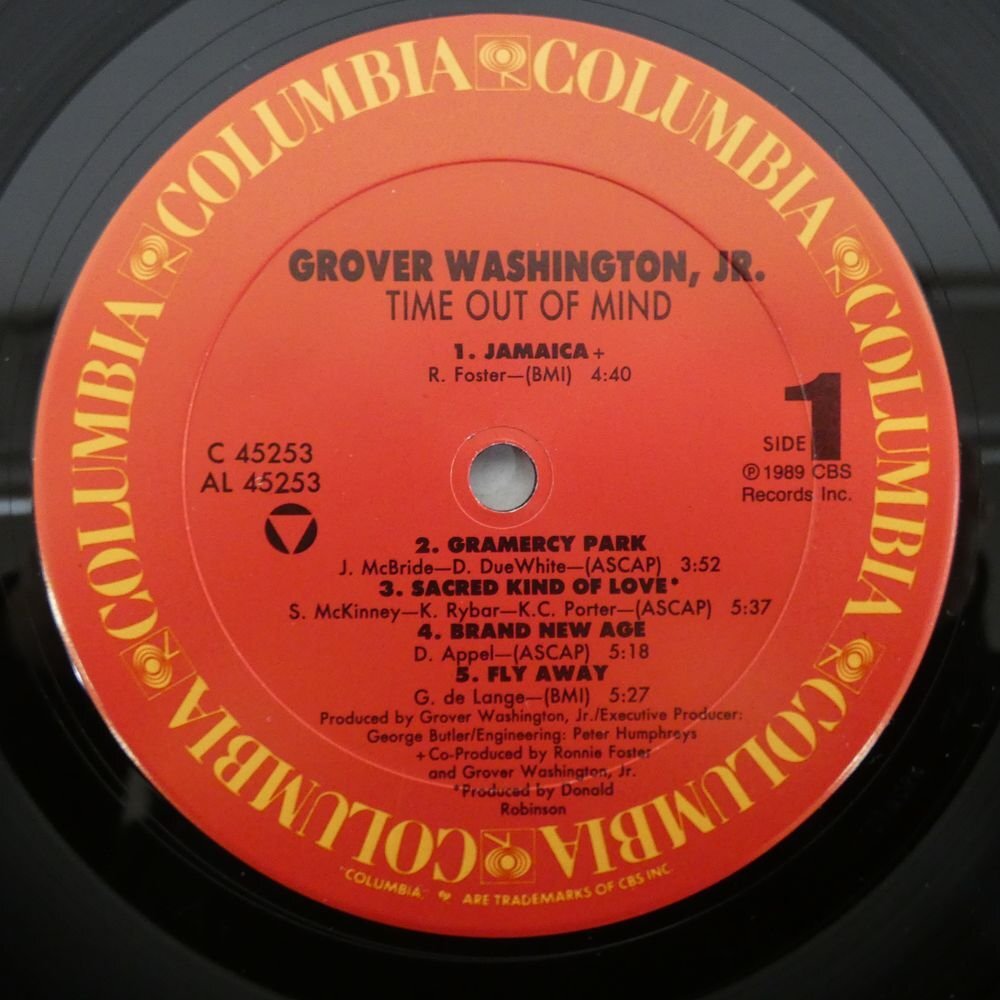 COLUMBIA COLUMBIA COLUMBIA COLUMBIA COLUMBIA COLUMBIA
GROVER WASHINGTON, JR.
TIME OUT OF MIND
1. JAMAICA+
R. Foster—(BMI) 4:40
C 45253
AL 45253
SIDE 1
℗1989 CBS
Records Inc.
2. GRAMERCY PARK
J. McBride—D. DueWhite—(ASCAP) 3:52
3. SACRED KIND OF LOVE*
S. McKinney—K. Rybar—K.C. Porter—(ASCAP) 5:37
4. BRAND NEW AGE
D. Appel—(ASCAP) 5:18
5. FLY AWAY
G. de Lange—(BMI) 5:27
Produced by Grover Washington, Jr./Executive Producer:
George Butler/Engineering: Peter Humphreys
+Co-Produced by Ronnie Foster
and Grover Washington, Jr.
*Produced by Donald
Robinson
"COLUMBIA," ARE TRADEMARKS OF CBS INC.